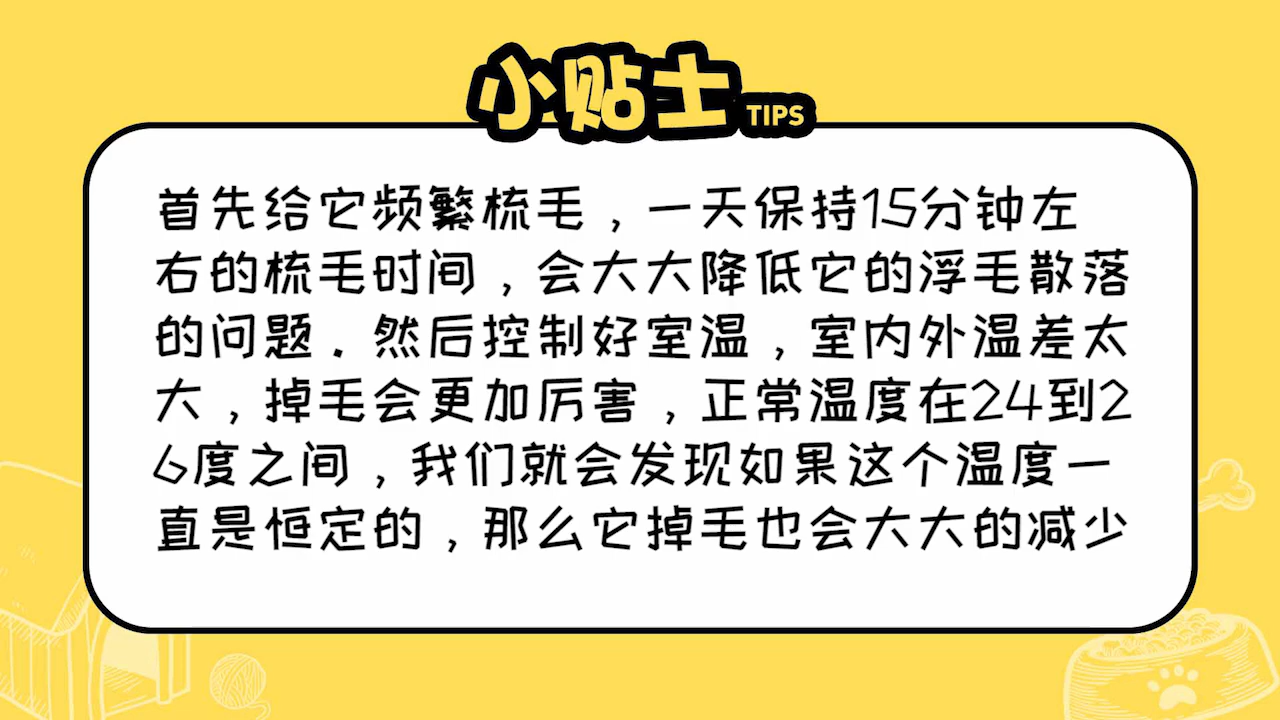 小贴士 TIPS
首先给它频繁梳毛，一天保持15分钟左
右的梳毛时间，会大大降低它的浮毛散落
的问题。然后控制好室温，室内外温差太
大，掉毛会更加厉害，正常温度在24到2
6度之间，我们就会发现如果这个温度一
直是恒定的，那么它掉毛也会大大的减少